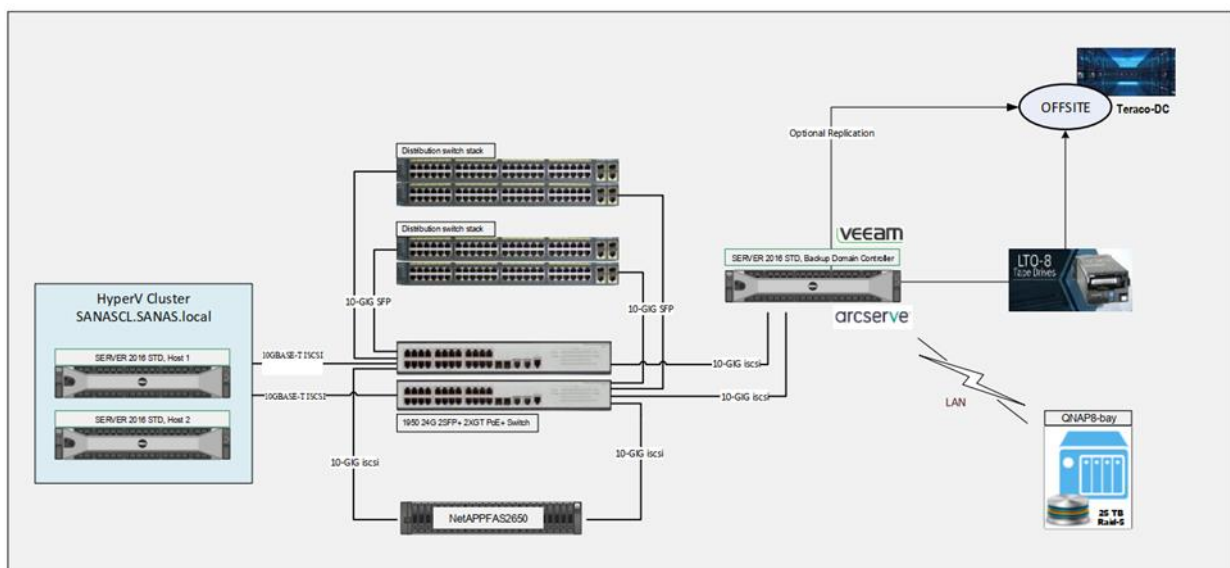 OFFSITE
Teraco-DC
Optional Replication
Distribution switch stack
Distribution switch stack
veeam
SERVER 2016 STD, Backup Domain Controller
arcserve
LTO-8
Tape Drives
10-GIG SFP
10-GIG SFP
HyperV Cluster
SANASCL.SANAS.local
SERVER 2016 STD, Host 1
SERVER 2016 STD, Host 2
10GBASE-T ISCSI
10GBASE-T ISCSI
10-GIG iscsi
10-GIG iscsi
1950 24G 2SFP+ 2XGT PoE+ Switch
10-GIG iscsi
10-GIG iscsi
NetAPPFAS2650
LAN
QNAP8-bay
25 TB
Raid-5